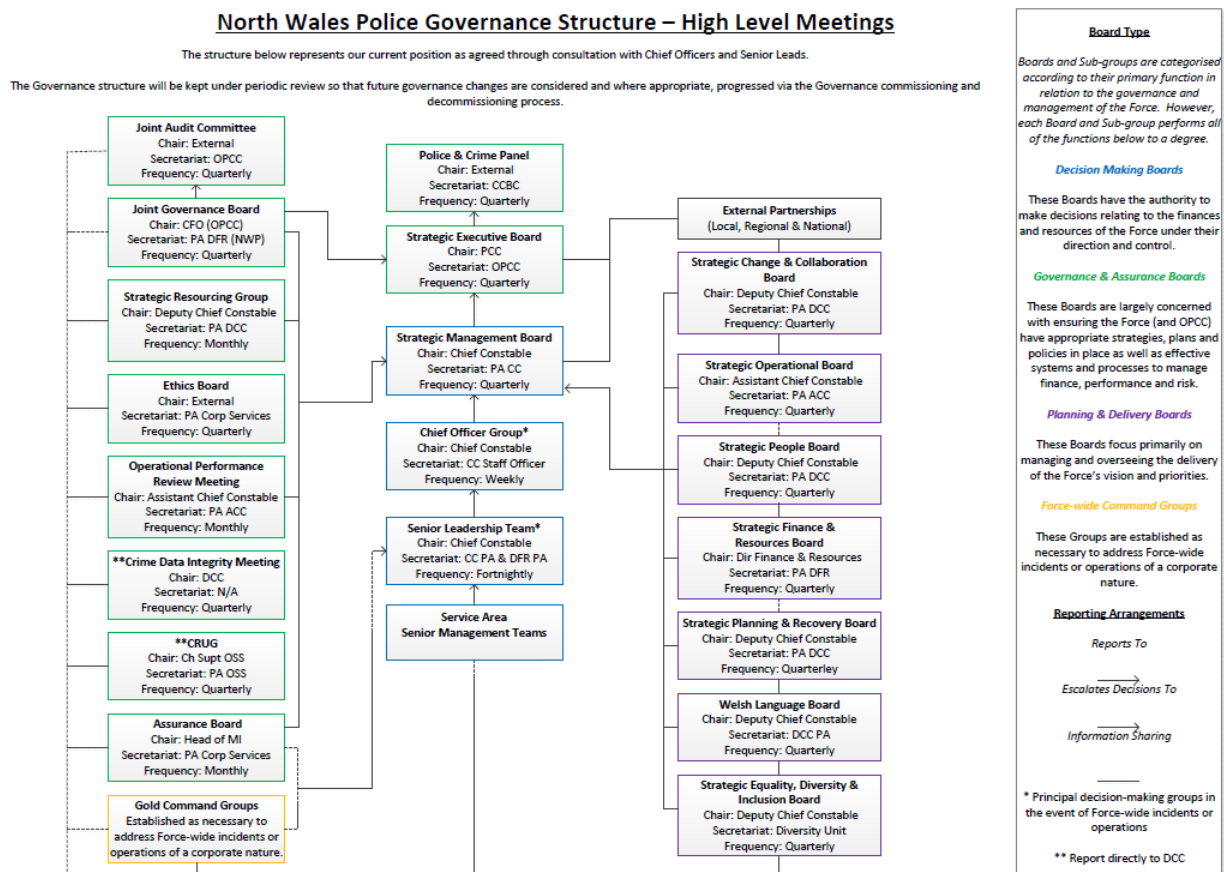 North Wales Police Governance Structure – High Level Meetings
The structure below represents our current position as agreed through consultation with Chief Officers and Senior Leads.
The Governance structure will be kept under periodic review so that future governance changes are considered and where appropriate, progressed via the Governance commissioning and
decommissioning process.
Joint Audit Committee
Chair: External
Secretariat: OPCC
Frequency: Quarterly
Joint Governance Board
Chair: CFO (OPCC)
Secretariat: PA DFR (NWP)
Frequency: Quarterly
Strategic Resourcing Group
Chair: Deputy Chief Constable
Secretariat: PA DCC
Frequency: Monthly
Ethics Board
Chair: External
Secretariat: PA Corp Services
Frequency: Quarterly
Operational Performance
Review Meeting
Chair: Assistant Chief Constable
Secretariat: PA ACC
Frequency: Monthly
**Crime Data Integrity Meeting
Chair: DCC
Secretariat: N/A
Frequency: Quarterly
**CRUG
Chair: Ch Supt OSS
Secretariat: PA OSS
Frequency: Quarterly
Assurance Board
Chair: Head of MI
Secretariat: PA Corp Services
Frequency: Monthly
Gold Command Groups
Established as necessary to
address Force-wide incidents or
operations of a corporate nature.
Police & Crime Panel
Chair: External
Secretariat: CCBC
Frequency: Quarterly
Strategic Executive Board
Chair: PCC
Secretariat: OPCC
Frequency: Quarterly
Strategic Management Board
Chair: Chief Constable
Secretariat: PA CC
Frequency: Quarterly
Chief Officer Group*
Chair: Chief Constable
Secretariat: CC Staff Officer
Frequency: Weekly
Senior Leadership Team*
Chair: Chief Constable
Secretariat: CC PA & DFR PA
Frequency: Fortnightly
Service Area
Senior Management Teams
External Partnerships
(Local, Regional & National)
Strategic Change & Collaboration
Board
Chair: Deputy Chief Constable
Secretariat: PA DCC
Frequency: Quarterly
Strategic Operational Board
Chair: Assistant Chief Constable
Secretariat: PA ACC
Frequency: Quarterly
Strategic People Board
Chair: Deputy Chief Constable
Secretariat: PA DCC
Frequency: Quarterly
Strategic Finance &
Resources Board
Chair: Dir Finance & Resources
Secretariat: PA DFR
Frequency: Quarterly
Strategic Planning & Recovery Board
Chair: Deputy Chief Constable
Secretariat: PA DCC
Frequency: Quarterley
Welsh Language Board
Chair: Deputy Chief Constable
Secretariat: DCC PA
Frequency: Quarterly
Strategic Equality, Diversity &
Inclusion Board
Chair: Deputy Chief Constable
Secretariat: Diversity Unit
Frequency: Quarterly
Board Type
Boards and Sub-groups are categorised
according to their primary function in
relation to the governance and
management of the Force. However,
each Board and Sub-group performs all
of the functions below to a degree.
Decision Making Boards
These Boards have the authority to
make decisions relating to the finances
and resources of the Force under their
direction and control.
Governance & Assurance Boards
These Boards are largely concerned
with ensuring the Force (and OPCC)
have appropriate strategies, plans and
policies in place as well as effective
systems and processes to manage
finance, performance and risk.
Planning & Delivery Boards
These Boards focus primarily on
managing and overseeing the delivery
of the Force's vision and priorities.
Force-wide Command Groups
These Groups are established as
necessary to address Force-wide
incidents or operations of a corporate
nature.
Reporting Arrangements
Reports To
Escalates Decisions To
Information Sharing
* Principal decision-making groups in
the event of Force-wide incidents or
operations
** Report directly to DCC